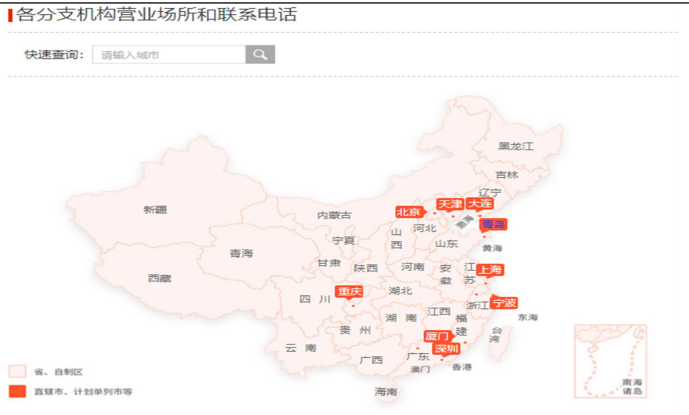 各分支机构营业场所和联系电话
快速查询：
请输入城市
黑龙江
吉林
辽宁
新疆
内蒙古
北京
天津
大连
渤海
河北
山西
青岛
宁夏
青海
山东
黄海
甘肃
陕西
河南
安徽
江苏
上海
西藏
重庆
湖北
四川
浙江
宁波
江西
湖南
福建
东海
贵州
厦门
台湾
云南
广西
广东
深圳
香港
澳门
海南
南海诸岛
省、自制区
直辖市、计划单列市等